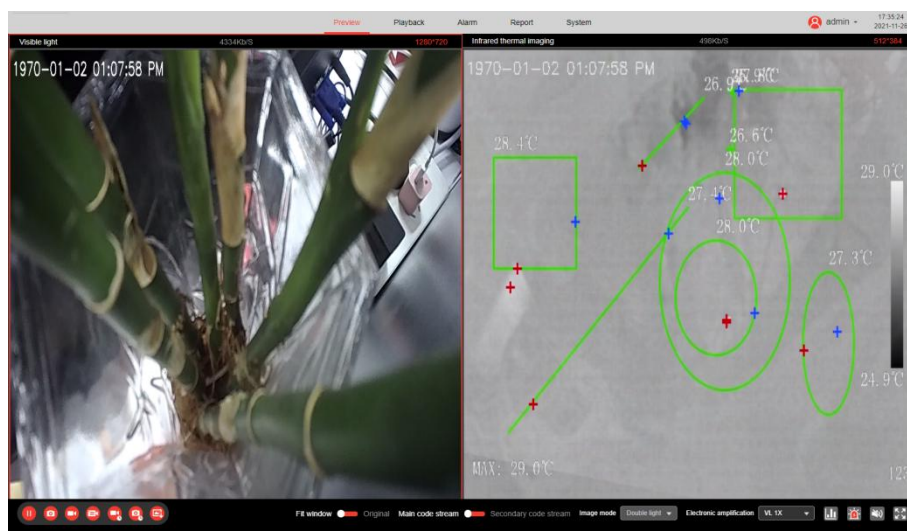 Preview Playback Alarm Report System
admin
17:35:24
2021-11-26
Visible light 4334Kb/S 1280*720
Infrared thermal imaging 498Kb/S 512*384
1970-01-02 01:07:58 PM
1970-01-02 01:07:58 PM
28.4℃
26.6℃
28.0℃
29.0℃
27.4℃
28.0℃
27.3℃
24.9℃
MAX: 29.0℃
123
Fit window Original Main code stream Secondary code stream Image mode Double light Electronic amplification VL 1X